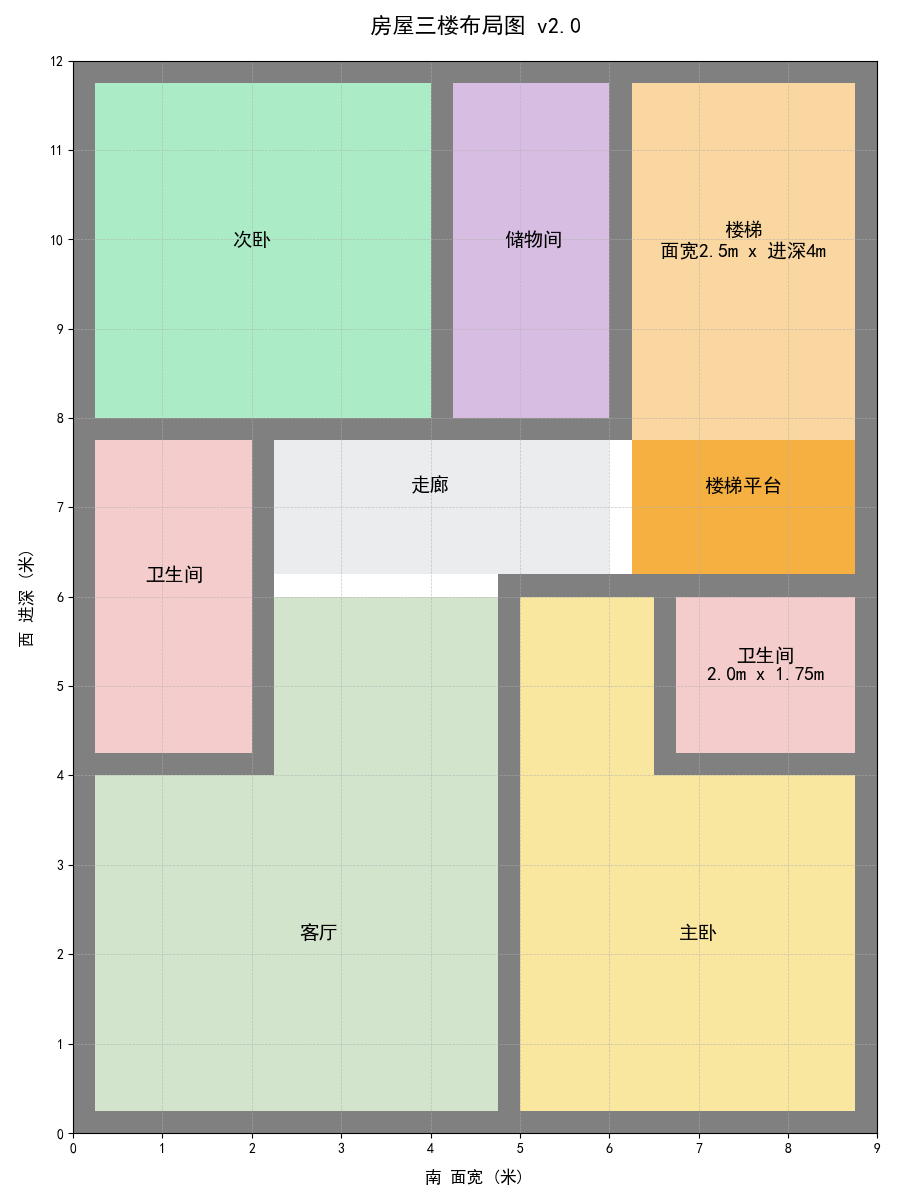 房屋三楼布局图 v2.0
12
11
10
9
8
7
6
5
4
3
2
1
0
西 进深 (米)
次卧
储物间
楼梯
面宽2.5m x 进深4m
走廊
楼梯平台
卫生间
卫生间
2.0m x 1.75m
客厅
主卧
0 1 2 3 4 5 6 7 8 9
南 面宽 (米)